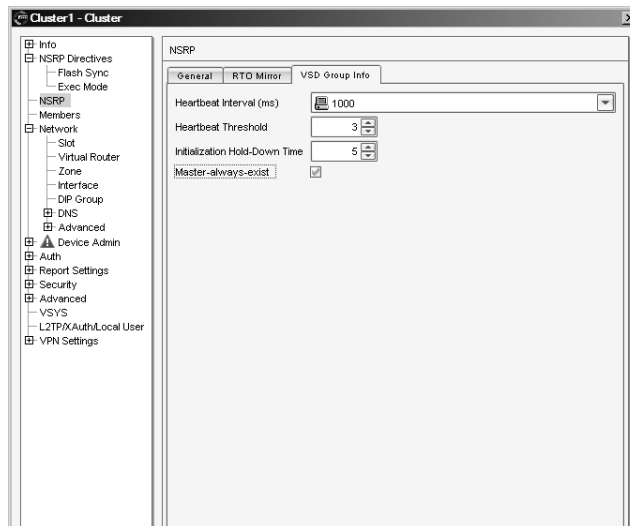 Cluster1 - Cluster
Info
NSRP Directives
Flash Sync
Exec Mode
NSRP
Members
Network
Slot
Virtual Router
Zone
Interface
DIP Group
DNS
Advanced
Device Admin
Auth
Report Settings
Security
Advanced
VSYS
L2TP/XAuth/Local User
VPN Settings
NSRP
General RTO Mirror VSD Group Info
Heartbeat Interval (ms) 1000
Heartbeat Threshold 3
Initialization Hold-Down Time 5
Master-always-exist